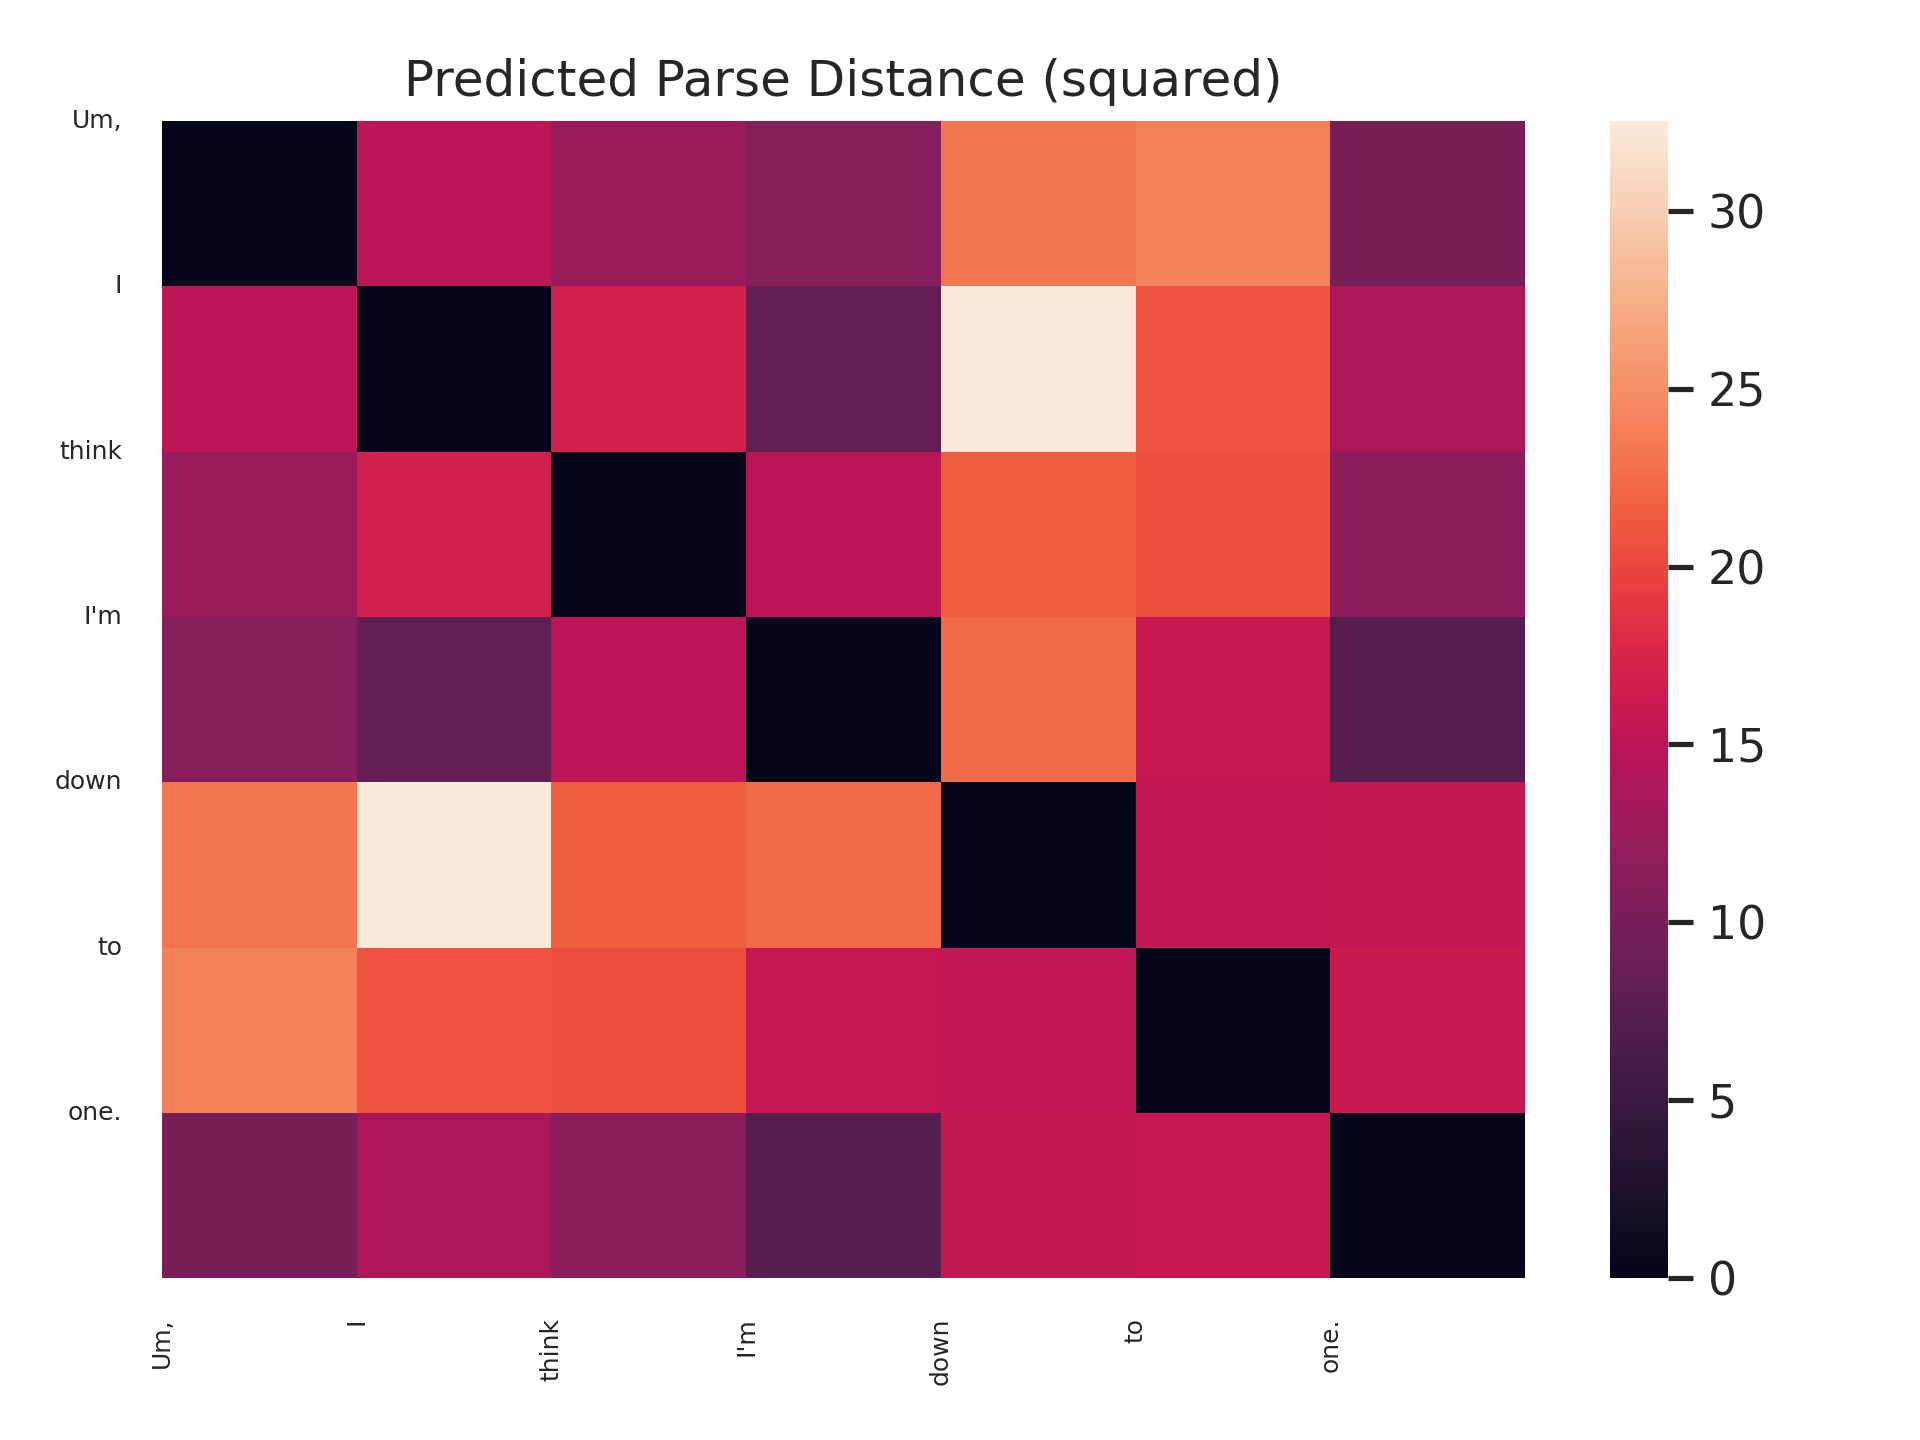 Predicted Parse Distance (squared)
Um,
I
think
I'm
down
to
one.
30
25
20
15
10
5
0
Um,
I
think
I'm
down
to
one.